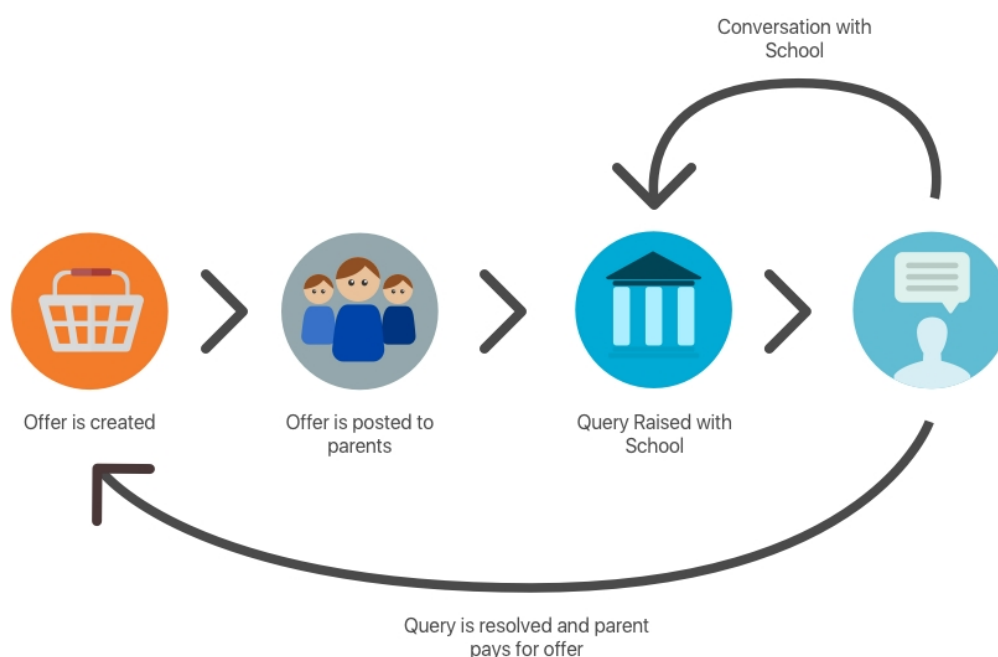 Conversation with
School
Offer is created
Offer is posted to
parents
Query Raised with
School
Query is resolved and parent
pays for offer